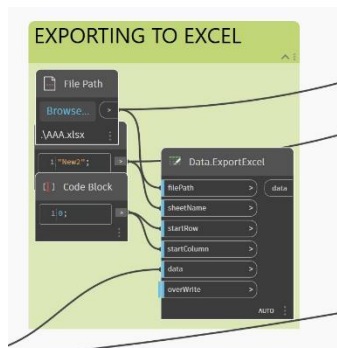 EXPORTING TO EXCEL
File Path
Browse...
>
.\AAA.xlsx
1 "New2";
>
Code Block
1 0;
>
Data.ExportExcel
filePath >
data
sheetName >
startRow >
startColumn >
data >
overWrite >
AUTO